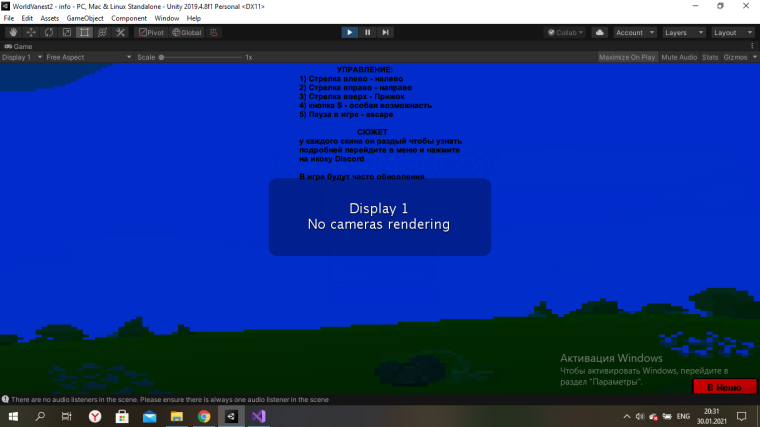 WorldVanest2 - info - PC, Mac & Linux Standalone - Unity 2019.4.8f1 Personal <DX11>
File Edit Assets GameObject Component Window Help
Pivot Global Collab Account Layers Layout
Game
Display 1 Free Aspect Scale 1x Maximize On Play Mute Audio Stats Gizmos
УПРАВЛЕНИЕ:
1) Стрелка влево - налево
2) Стрелка вправо - направо
3) Стрелка вверх - Прыжок
4) кнопка S - особая возможнасть
5) Пауза в игре - escape
СЮЖЕТ
у каждого скина он раздый чтобы узнать
подробней перейдите в меню и нажмите
на икоку Discord
В игре будут часто обновления
Display 1
No cameras rendering
Активация Windows
Чтобы активировать Windows, перейдите в
раздел "Параметры".
В Меню
There are no audio listeners in the scene. Please ensure there is always one audio listener in the scene
ENG
20:31
30.01.2021